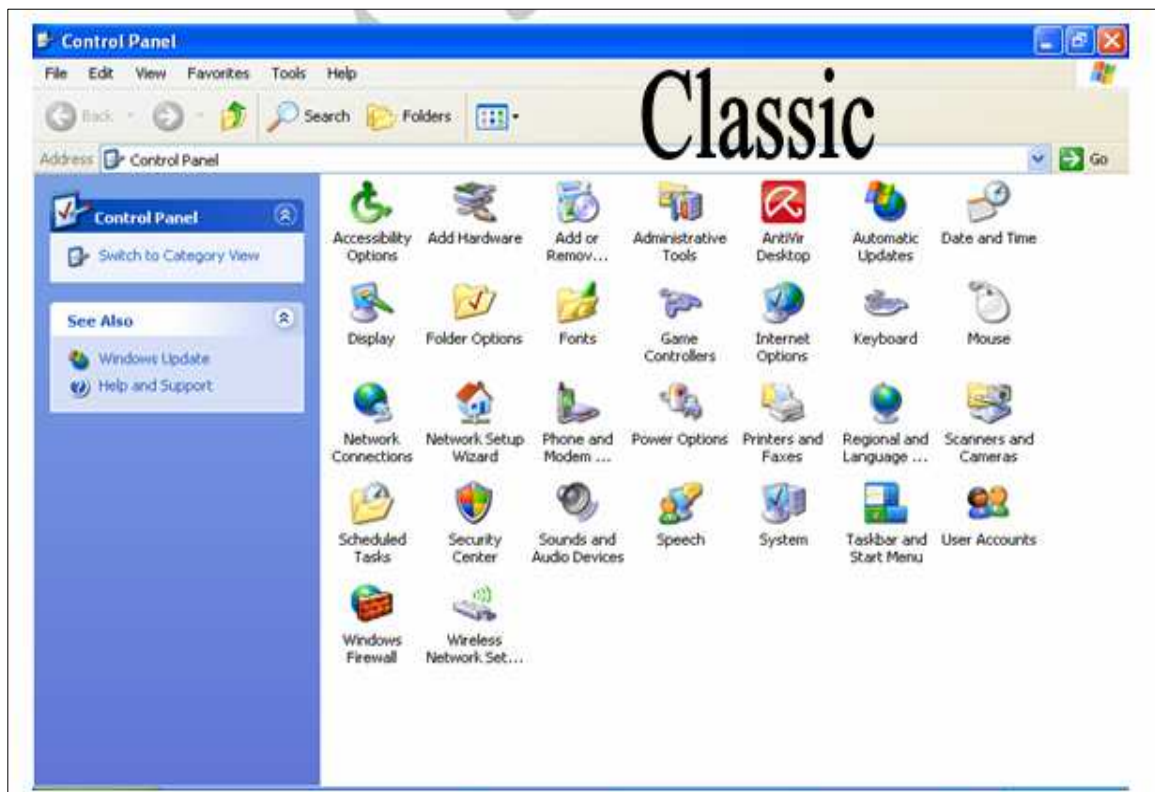 Control Panel
File Edit View Favorites Tools Help
Classic
Back Search Folders
Address Control Panel Go
Control Panel
Switch to Category View
See Also
Windows Update
Help and Support
Accessibility Options
Add Hardware
Add or Remov...
Administrative Tools
AntiVir Desktop
Automatic Updates
Date and Time
Display
Folder Options
Fonts
Game Controllers
Internet Options
Keyboard
Mouse
Network Connections
Network Setup Wizard
Phone and Modem ...
Power Options
Printers and Faxes
Regional and Language ...
Scanners and Cameras
Scheduled Tasks
Security Center
Sounds and Audio Devices
Speech
System
Taskbar and Start Menu
User Accounts
Windows Firewall
Wireless Network Set...